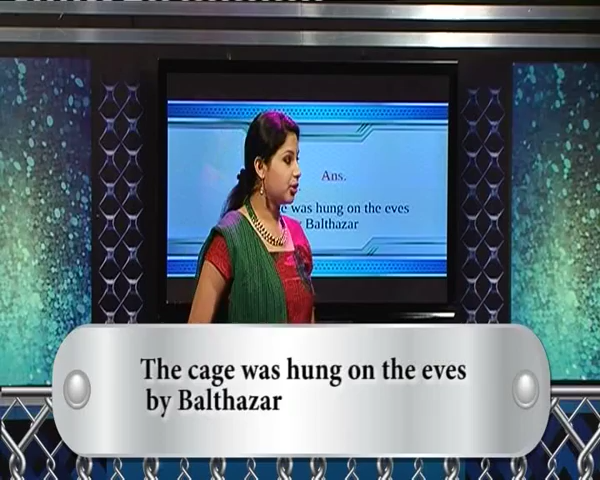 Ans.
was hung on the eves
Balthazar
The cage was hung on the eves
by Balthazar